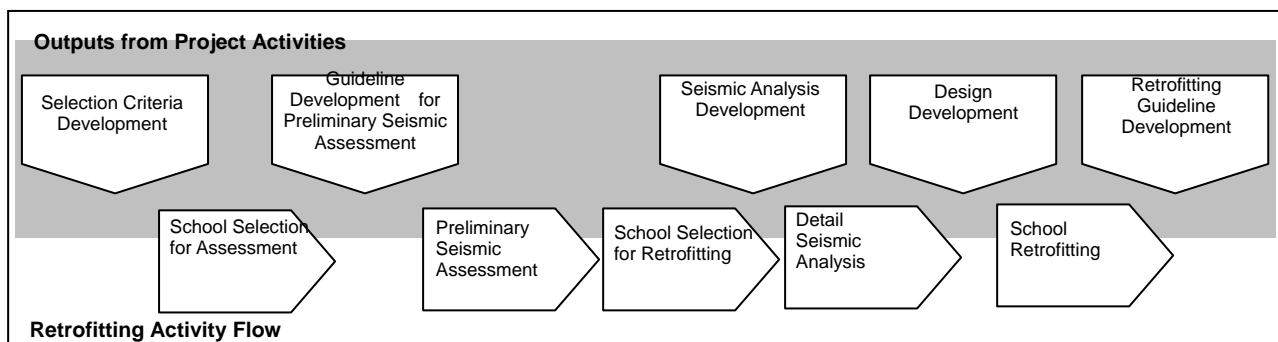 Outputs from Project Activities
Selection Criteria
Development
Guideline
Development for
Preliminary Seismic
Assessment
Seismic Analysis
Development
Design
Development
Retrofitting
Guideline
Development
School Selection
for Assessment
Preliminary
Seismic
Assessment
School Selection
for Retrofitting
Detail
Seismic
Analysis
School
Retrofitting
Retrofitting Activity Flow